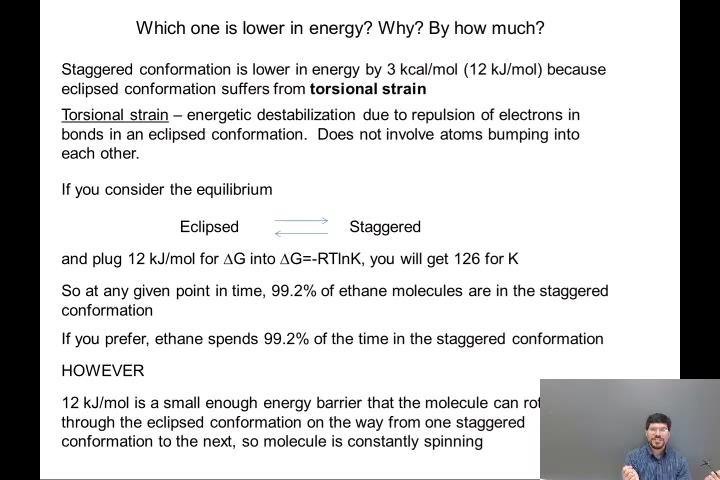 Which one is lower in energy? Why? By how much?
Staggered conformation is lower in energy by 3 kcal/mol (12 kJ/mol) because
eclipsed conformation suffers from torsional strain
Torsional strain – energetic destabilization due to repulsion of electrons in
bonds in an eclipsed conformation. Does not involve atoms bumping into
each other.
If you consider the equilibrium
Eclipsed Staggered
and plug 12 kJ/mol for ΔG into ΔG=-RTlnK, you will get 126 for K
So at any given point in time, 99.2% of ethane molecules are in the staggered
conformation
If you prefer, ethane spends 99.2% of the time in the staggered conformation
HOWEVER
12 kJ/mol is a small enough energy barrier that the molecule can
through the eclipsed conformation on the way from one staggered
conformation to the next, so molecule is constantly spinning